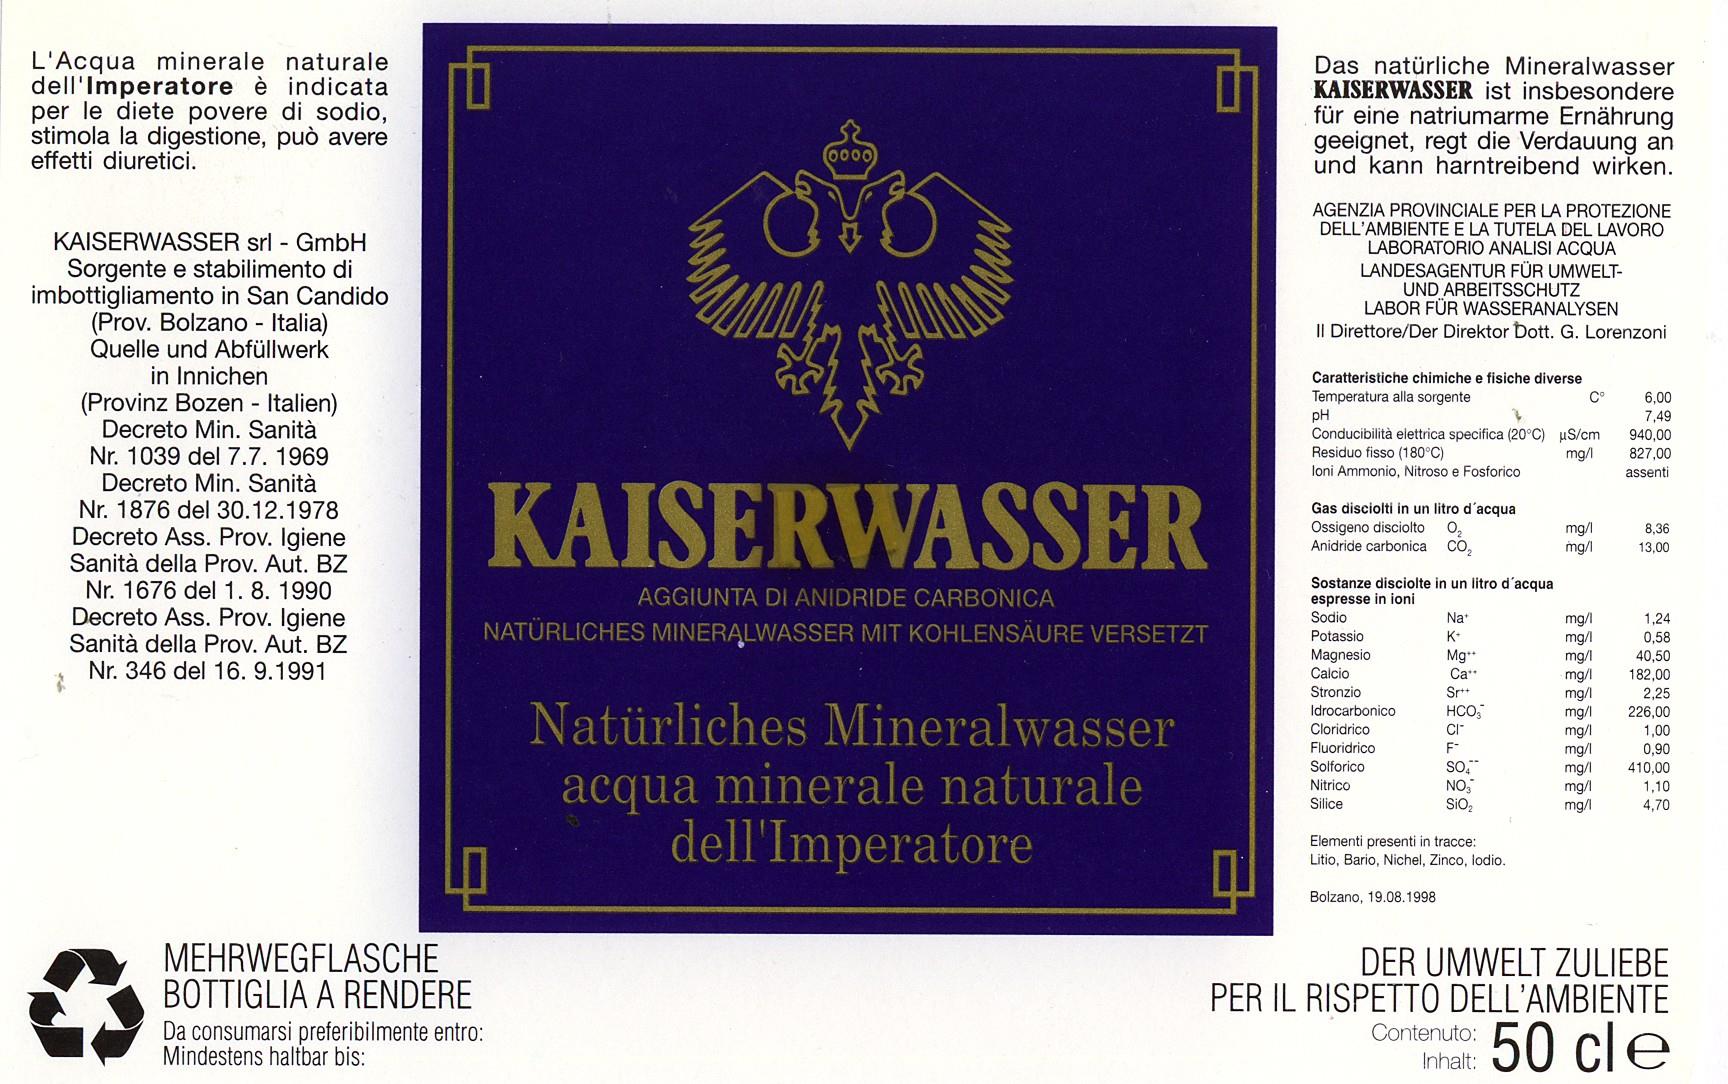 L'Acqua minerale naturale
dell'Imperatore è indicata
per le diete povere di sodio,
stimola la digestione, può avere
effetti diuretici.
KAISERWASSER srl - GmbH
Sorgente e stabilimento di
imbottigliamento in San Candido
(Prov. Bolzano - Italia)
Quelle und Abfüllwerk
in Innichen
(Provinz Bozen - Italien)
Decreto Min. Sanità
Nr. 1039 del 7.7. 1969
Decreto Min. Sanità
Nr. 1876 del 30.12.1978
Decreto Ass. Prov. Igiene
Sanità della Prov. Aut. BZ
Nr. 1676 del 1. 8. 1990
Decreto Ass. Prov. Igiene
Sanità della Prov. Aut. BZ
Nr. 346 del 16. 9.1991
MEHRWEGFLASCHE
BOTTIGLIA A RENDERE
Da consumarsi preferibilmente entro:
Mindestens haltbar bis:
KAISERWASSER
AGGIUNTA DI ANIDRIDE CARBONICA
NATÜRLICHES MINERALWASSER MIT KOHLENSÄURE VERSETZT
Natürliches Mineralwasser
acqua minerale naturale
dell'Imperatore
Das natürliche Mineralwasser
KAISERWASSER ist insbesondere
für eine natriumarme Ernährung
geeignet, regt die Verdauung an
und kann harntreibend wirken.
AGENZIA PROVINCIALE PER LA PROTEZIONE
DELL'AMBIENTE E LA TUTELA DEL LAVORO
LABORATORIO ANALISI ACQUA
LANDESAGENTUR FÜR UMWELT-
UND ARBEITSSCHUTZ
LABOR FÜR WASSERANALYSEN
Il Direttore/Der Direktor Dott. G. Lorenzoni
Caratteristiche chimiche e fisiche diverse
Temperatura alla sorgente C° 6,00
pH 7,49
Conducibilità elettrica specifica (20°C) µS/cm 940,00
Residuo fisso (180°C) mg/l 827,00
Ioni Ammonio, Nitroso e Fosforico assenti
Gas disciolti in un litro d´acqua
Ossigeno disciolto O₂ mg/l 8,36
Anidride carbonica CO₂ mg/l 13,00
Sostanze disciolte in un litro d´acqua
espresse in ioni
Sodio Na⁺ mg/l 1,24
Potassio K⁺ mg/l 0,58
Magnesio Mg⁺⁺ mg/l 40,50
Calcio Ca⁺⁺ mg/l 182,00
Stronzio Sr⁺⁺ mg/l 2,25
Idrocarbonico HCO₃⁻ mg/l 226,00
Cloridrico Cl⁻ mg/l 1,00
Fluoridrico F⁻ mg/l 0,90
Solforico SO₄⁻⁻ mg/l 410,00
Nitrico NO₃⁻ mg/l 1,10
Silice SiO₂ mg/l 4,70
Elementi presenti in tracce:
Litio, Bario, Nichel, Zinco, Iodio.
Bolzano, 19.08.1998
DER UMWELT ZULIEBE
PER IL RISPETTO DELL'AMBIENTE
Contenuto:
Inhalt: 50 cl ℮